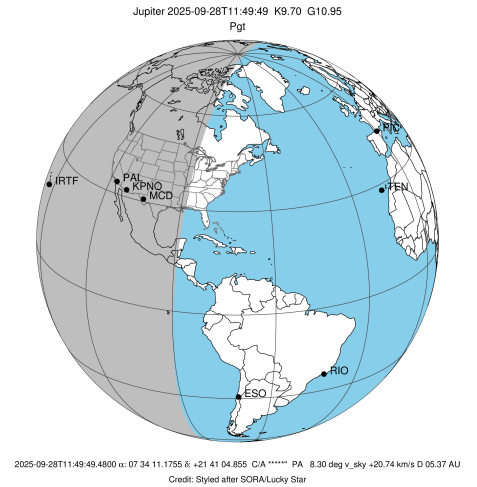 Jupiter 2025-09-28T11:49:49 K9.70 G10.95
Pgt
PIC
IRTF
PAL
KPNO
TEN
MCD
RIO
ESO
2025-09-28T11:49:49.4800 α: 07 34 11.1755 δ: +21 41 04.855 C/A *****" PA 8.30 deg v_sky +20.74 km/s D 05.37 AU
Credit: Styled after SORA/Lucky Star